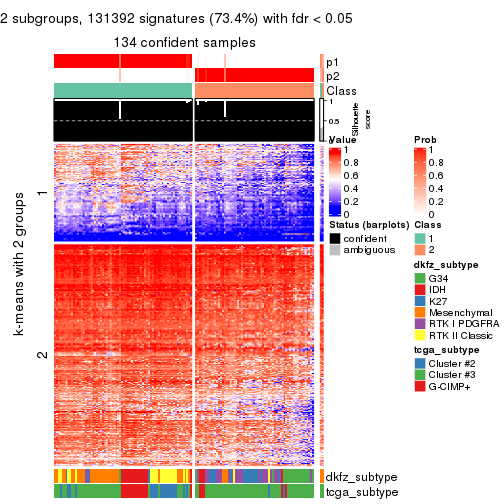 2 subgroups, 131392 signatures (73.4%) with fdr < 0.05
134 confident samples
p1
p2
Class
1
0.5
0
Silhouette
score
k-means with 2 groups
1
2
Value
1
0.8
0.6
0.4
0.2
0
Prob
1
0.8
0.6
0.4
0.2
0
Status (barplots)
confident
ambiguous
Class
1
2
dkfz_subtype
G34
IDH
K27
Mesenchymal
RTK I PDGFRA
RTK II Classic
tcga_subtype
Cluster #2
Cluster #3
G-CIMP+
dkfz_subtype
tcga_subtype